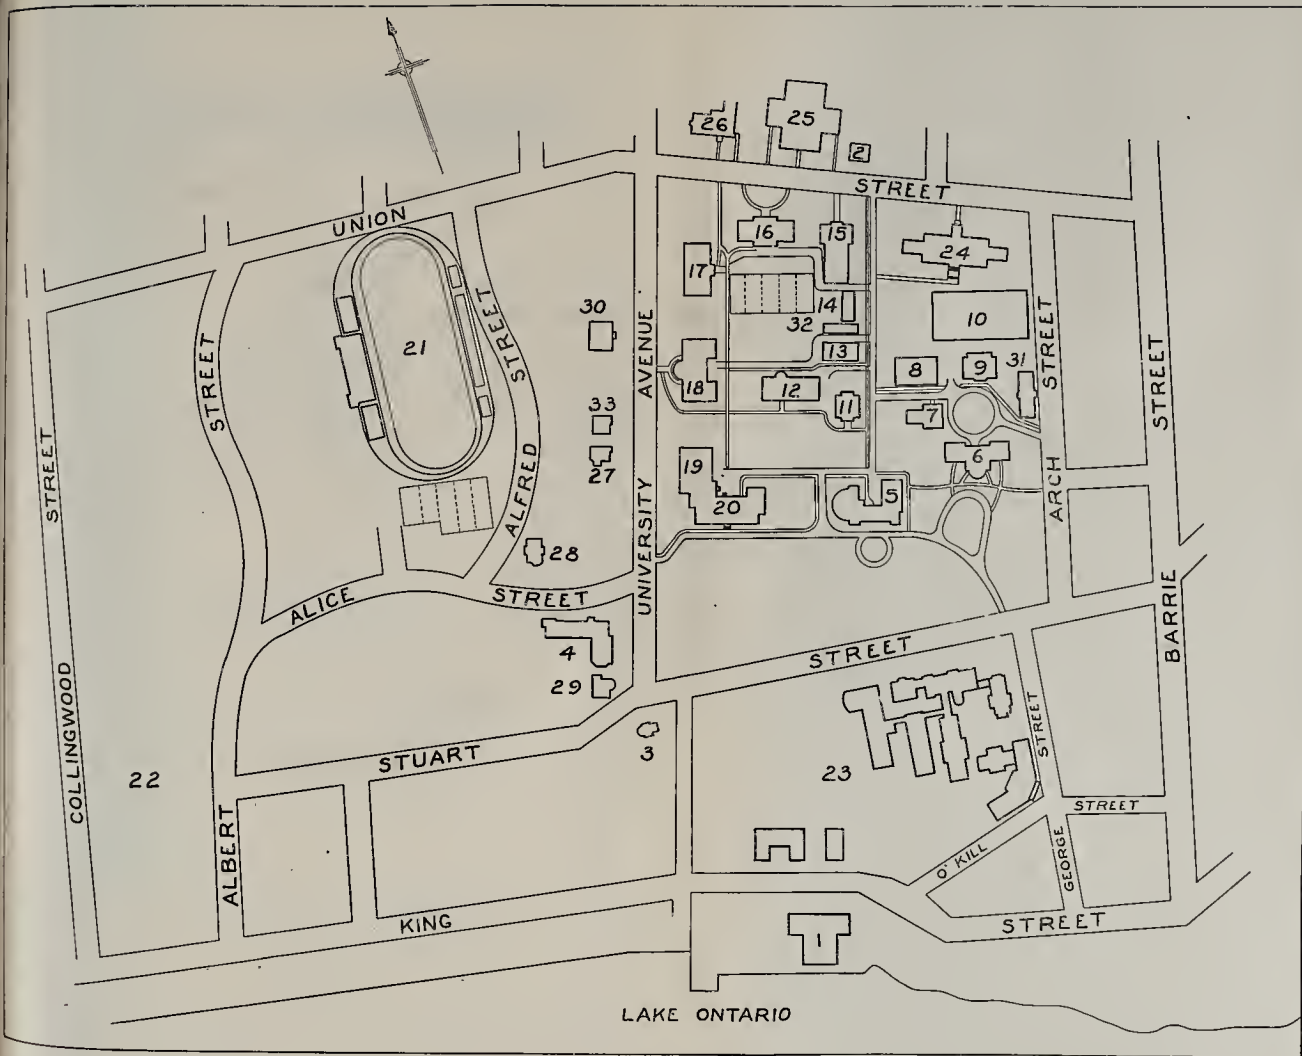 26
25
2
STREET
UNION
16
15
24
17
21
STREET
30
AVENUE
14
32
10
STREET
STREET
13
STREET
STREET
8
9
31
18
12
11
7
33
27
19
6
STREET
ALFRED
UNIVERSITY
20
5
ARCH
28
ALICE
STREET
BARRIE
4
STREET
29
COLLINGWOOD
3
STREET
22
STUART
23
STREET
ALBERT
O'KILL
GEORGE
KING
STREET
1
LAKE ONTARIO